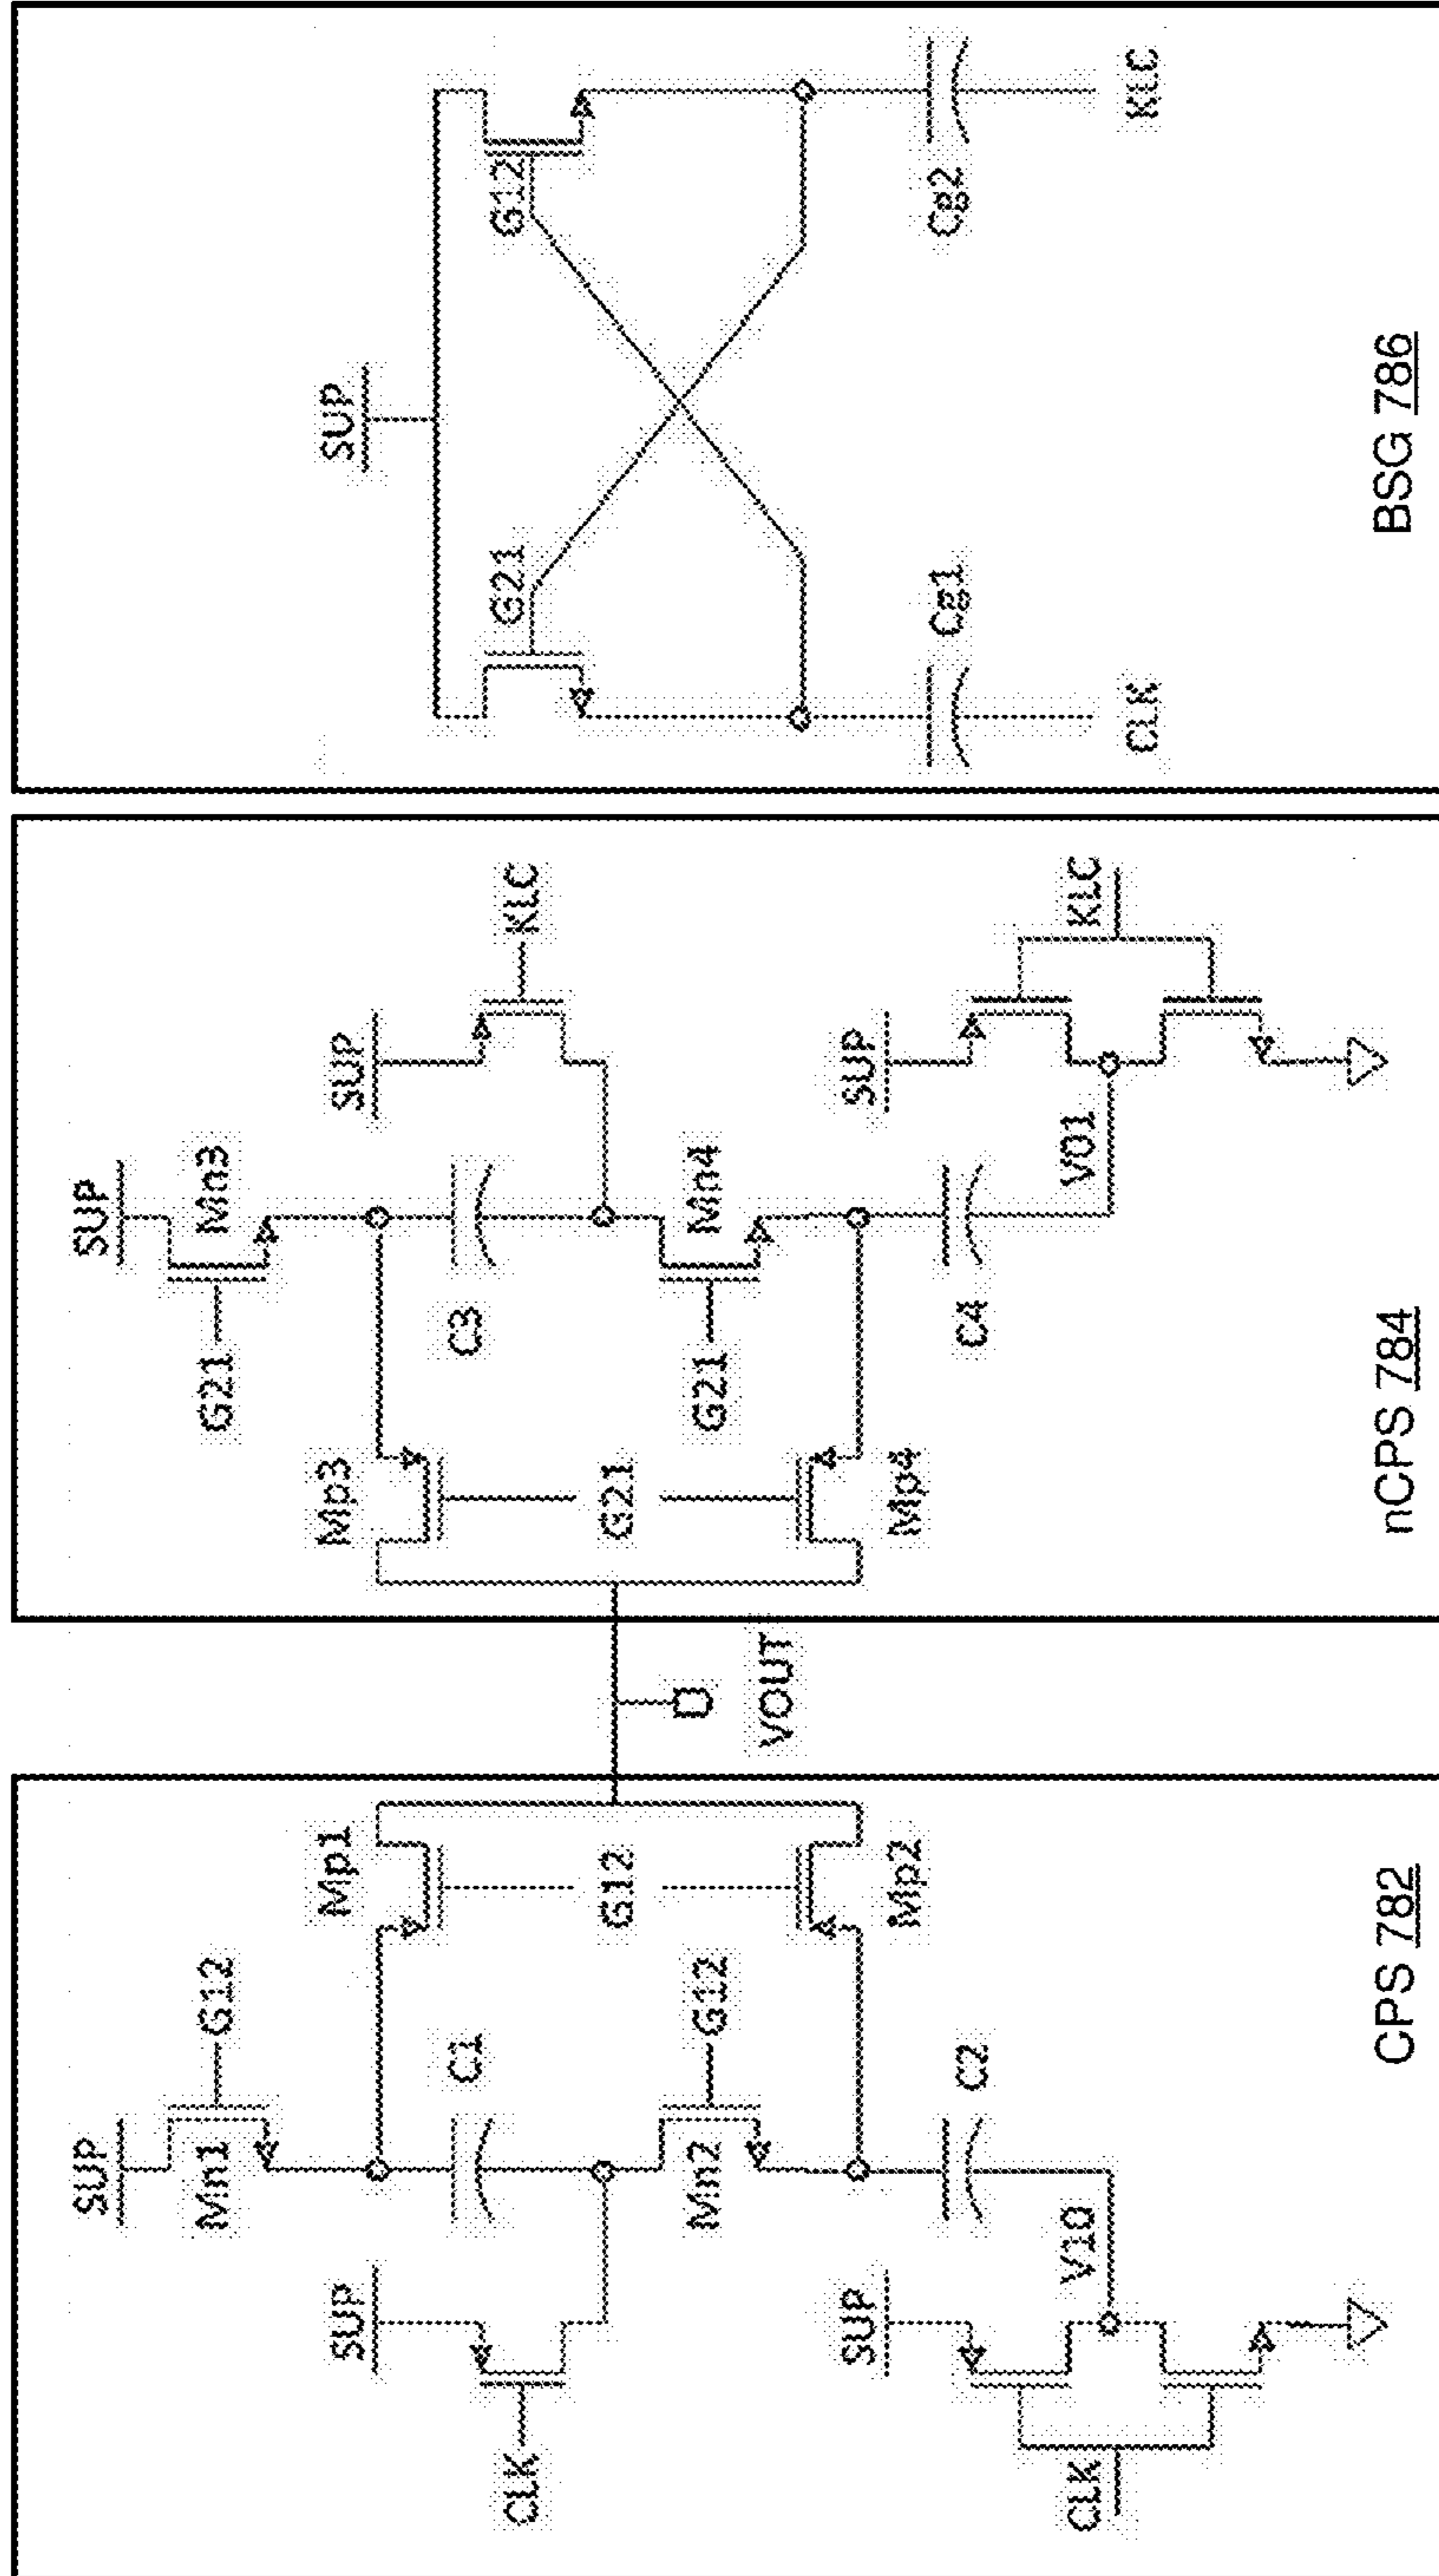 SUP
Mn1
G12
Mp1
SUP
C1
CLK
G12
Mn2
G12
SUP
Mp2
C2
V10
CLK
CPS 782
VOUT
SUP
G21
Mn3
Mp3
SUP
C3
KLC
G21
G21
Mn4
SUP
Mp4
C4
V01
KLC
nCPS 784
SUP
G21
G12
Cg1
Cg2
CLK
KLC
BSG 786